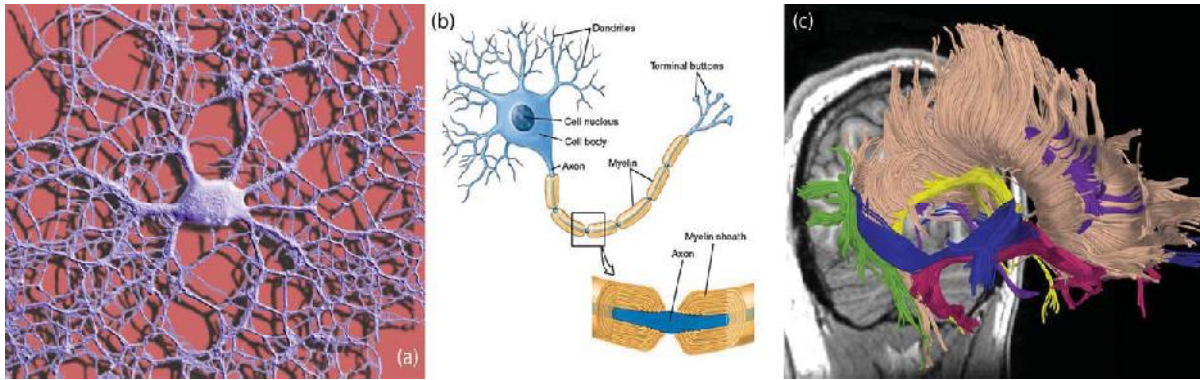 (a)
(b)
Dendrites
Terminal buttons
Cell nucleus
Cell body
Axon
Myelin
Myelin sheath
Axon
(c)